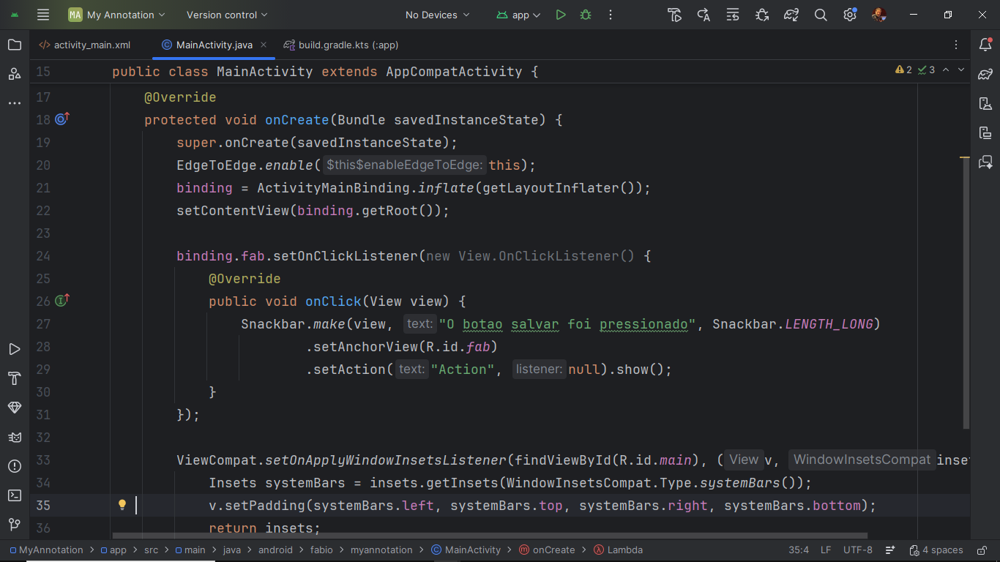 MA My Annotation Version control No Devices app
activity_main.xml MainActivity.java build.gradle.kts (:app)
15 public class MainActivity extends AppCompatActivity { 2 3
17 @Override
18 protected void onCreate(Bundle savedInstanceState) {
19 super.onCreate(savedInstanceState);
20 EdgeToEdge.enable( $this$enableEdgeToEdge: this);
21 binding = ActivityMainBinding.inflate(getLayoutInflater());
22 setContentView(binding.getRoot());
23
24 binding.fab.setOnClickListener(new View.OnClickListener() {
25 @Override
26 public void onClick(View view) {
27 Snackbar.make(view, text: "O botao salvar foi pressionado", Snackbar.LENGTH_LONG)
28 .setAnchorView(R.id.fab)
29 .setAction( text: "Action", listener: null).show();
30 }
31 });
32
33 ViewCompat.setOnApplyWindowInsetsListener(findViewById(R.id.main), ( View v, WindowInsetsCompat inset
34 Insets systemBars = insets.getInsets(WindowInsetsCompat.Type.systemBars());
35 v.setPadding(systemBars.left, systemBars.top, systemBars.right, systemBars.bottom);
36 return insets;
MyAnnotation > app > src > main > java > android > fabio > myannotation > MainActivity > onCreate > Lambda 35:4 LF UTF-8 4 spaces